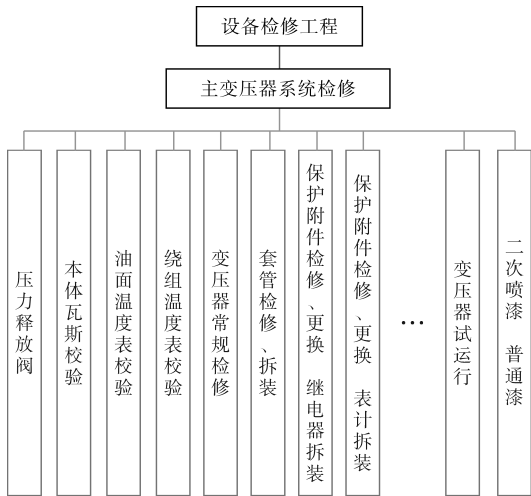 设备检修工程
主变压器系统检修
压力释放阀
本体瓦斯校验
油面温度表校验
绕组温度表校验
变压器常规检修
套管检修、拆装
保护附件检修、更换 继电器拆装
保护附件检修、更换 表计拆装
…
变压器试运行
二次喷漆 普通漆